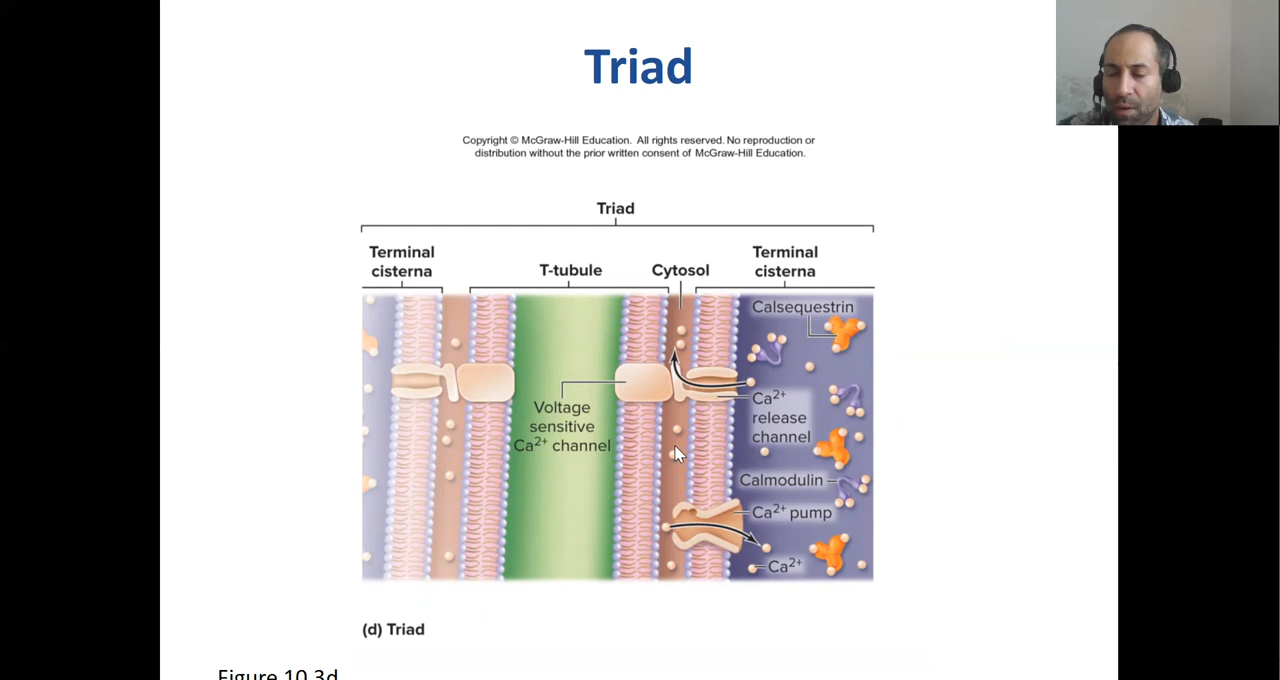 Triad
Copyright © McGraw-Hill Education. All rights reserved. No reproduction or
distribution without the prior written consent of McGraw-Hill Education.
Triad
Terminal
cisterna
T-tubule
Cytosol
Terminal
cisterna
Calsequestrin
Voltage
sensitive
Ca²⁺ channel
Ca²⁺
release
channel
Calmodulin
Ca²⁺ pump
Ca²⁺
(d) Triad
Figure 10.3d